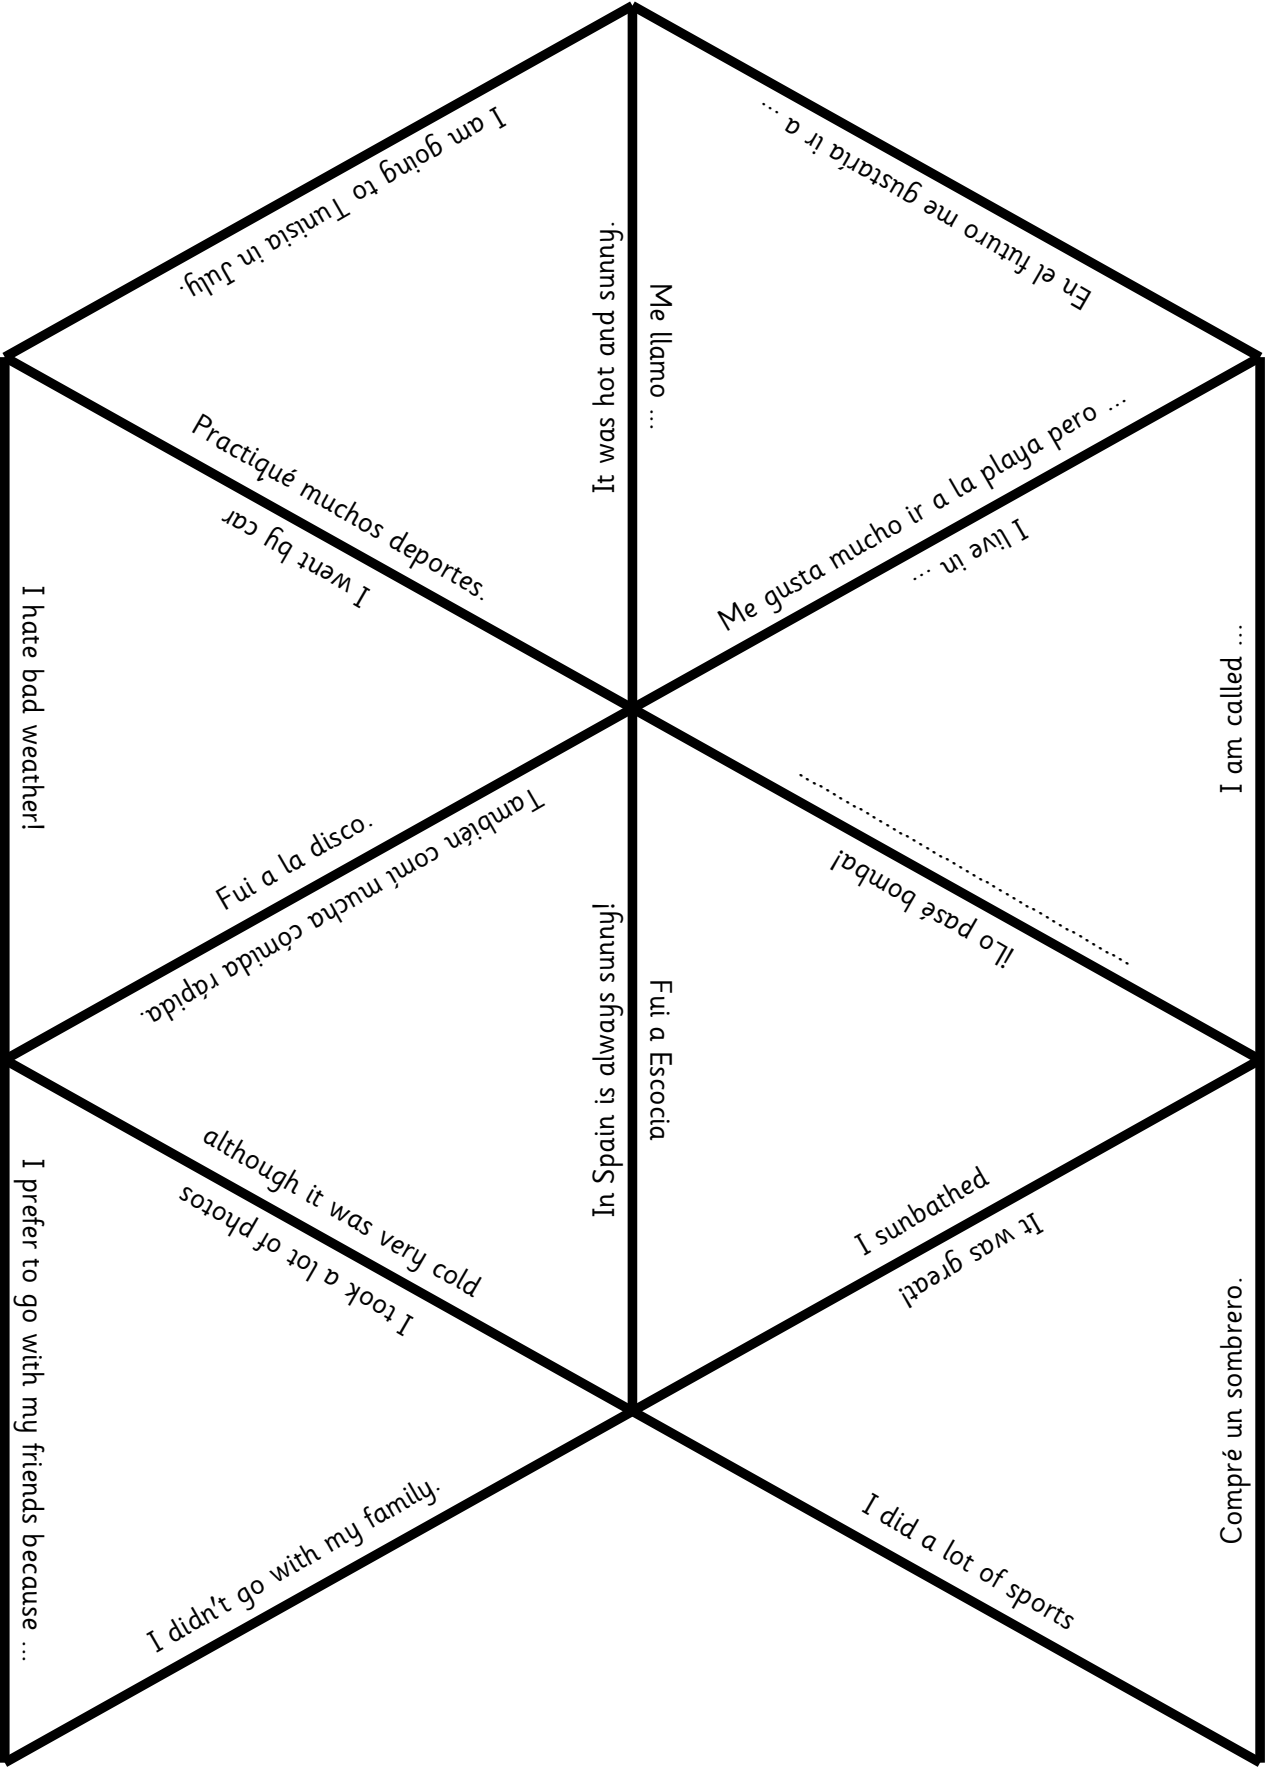 I am going to Tunisia in July.
It was hot and sunny.
Practiqué muchos deportes.
En el futuro me gustaría ir a ...
Me llamo ...
Me gusta mucho ir a la playa pero ...
I went by car
I hate bad weather!
Fui a la disco.
I live in ...
I am called ...
................................................................
También comí mucha cómida rápida.
In Spain is always sunny!
although it was very cold
¡Lo pasé bomba!
Fui a Escocia
I sunbathed
I took a lot of photos
I prefer to go with my friends because ...
I didn't go with my family.
It was great!
Compré un sombrero.
I did a lot of sports